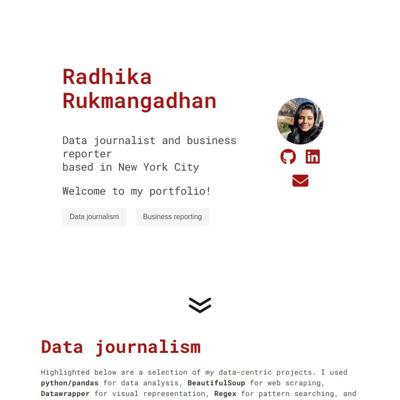 Radhika
Rukmangadhan
Data journalist and business
reporter
based in New York City
Welcome to my portfolio!
Data journalism
Business reporting
Data journalism
Highlighted below are a selection of my data-centric projects. I used
python/pandas for data analysis, BeautifulSoup for web scraping,
Datawrapper for visual representation, Regex for pattern searching, and